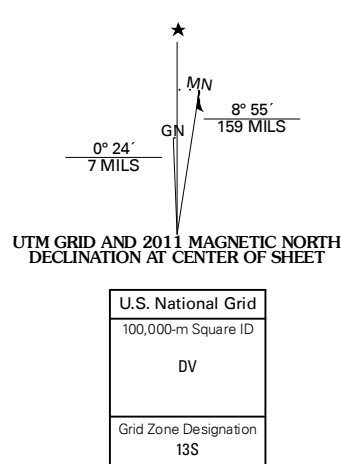 ★
MN
8° 55´
159 MILS
GN
0° 24´
7 MILS
UTM GRID AND 2011 MAGNETIC NORTH
DECLINATION AT CENTER OF SHEET
U.S. National Grid
100,000-m Square ID
DV
Grid Zone Designation
13S